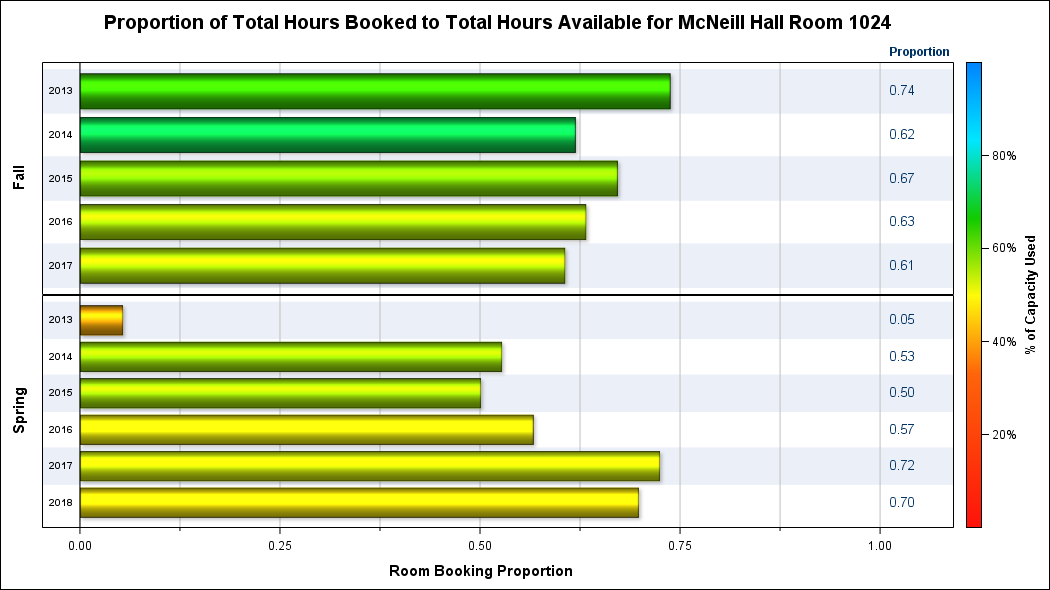 Proportion of Total Hours Booked to Total Hours Available for McNeill Hall Room 1024
Proportion
Fall
2013 0.74
2014 0.62
2015 0.67
2016 0.63
2017 0.61
Spring
2013 0.05
2014 0.53
2015 0.50
2016 0.57
2017 0.72
2018 0.70
0.00 0.25 0.50 0.75 1.00
Room Booking Proportion
80%
60%
40%
20%
% of Capacity Used